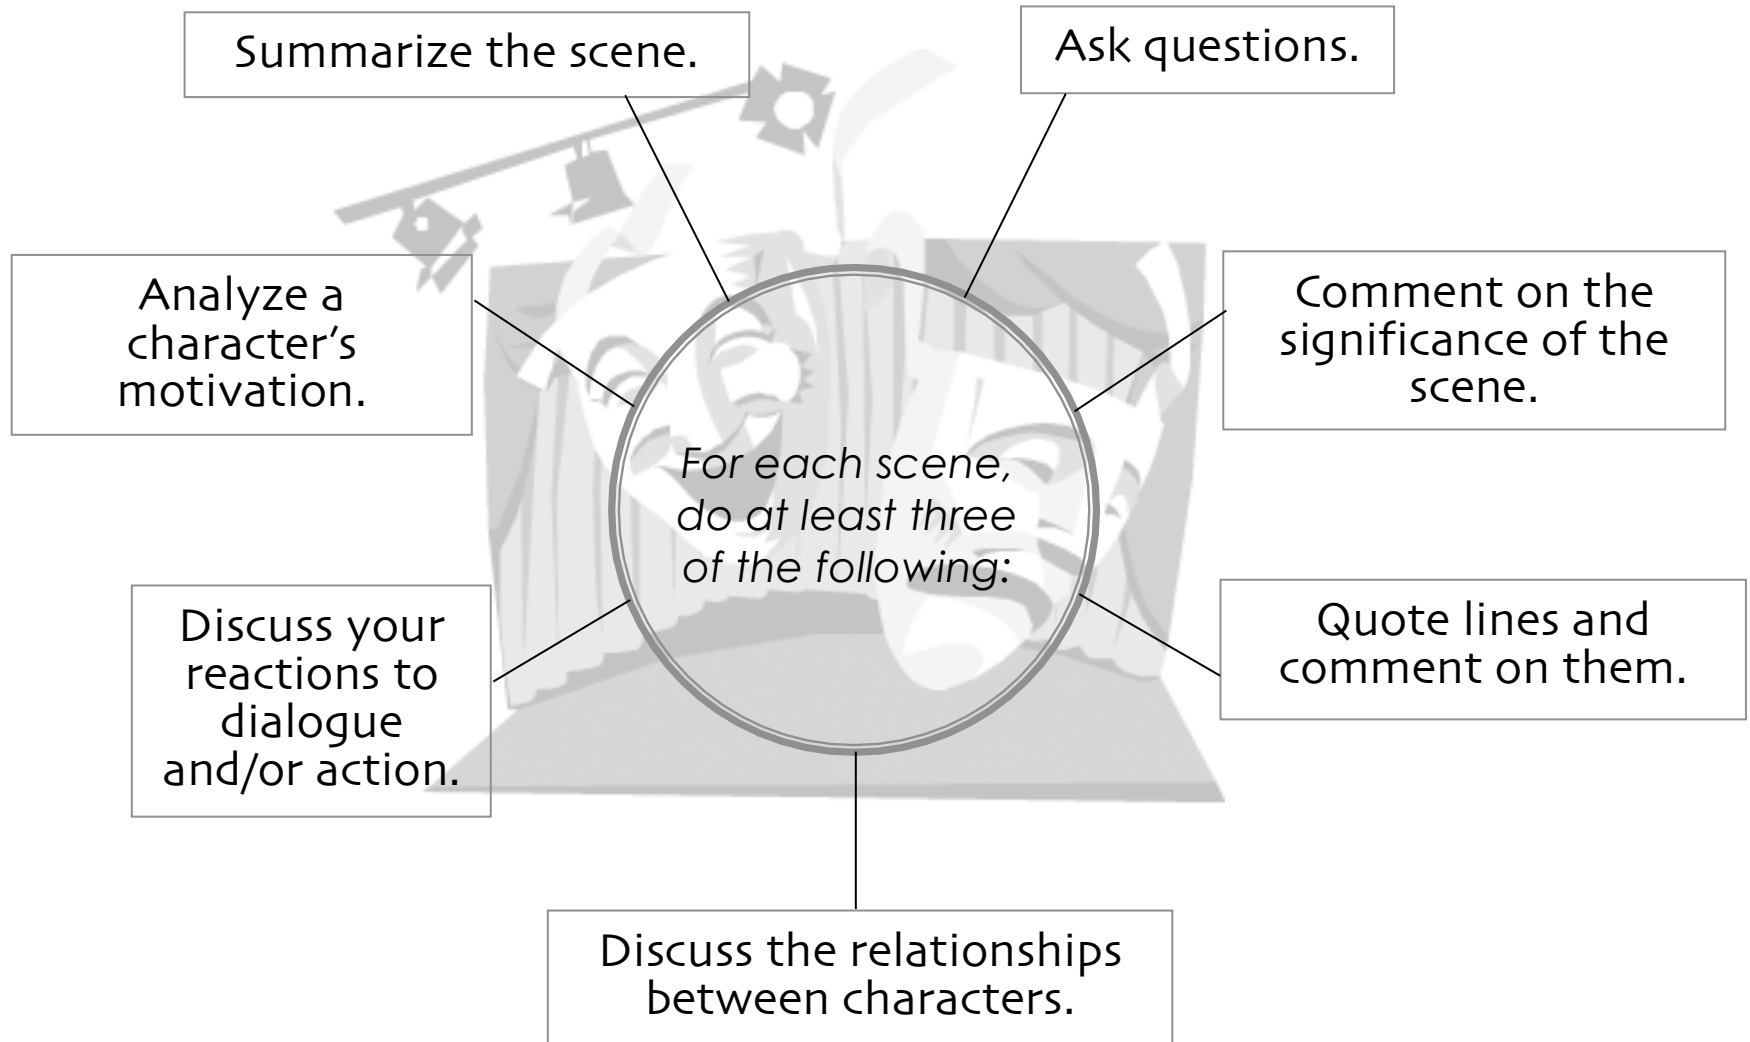 Summarize the scene.
Ask questions.
Analyze a
character's
motivation.
Comment on the
significance of the
scene.
For each scene,
do at least three
of the following:
Discuss your
reactions to
dialogue
and/or action.
Quote lines and
comment on them.
Discuss the relationships
between characters.